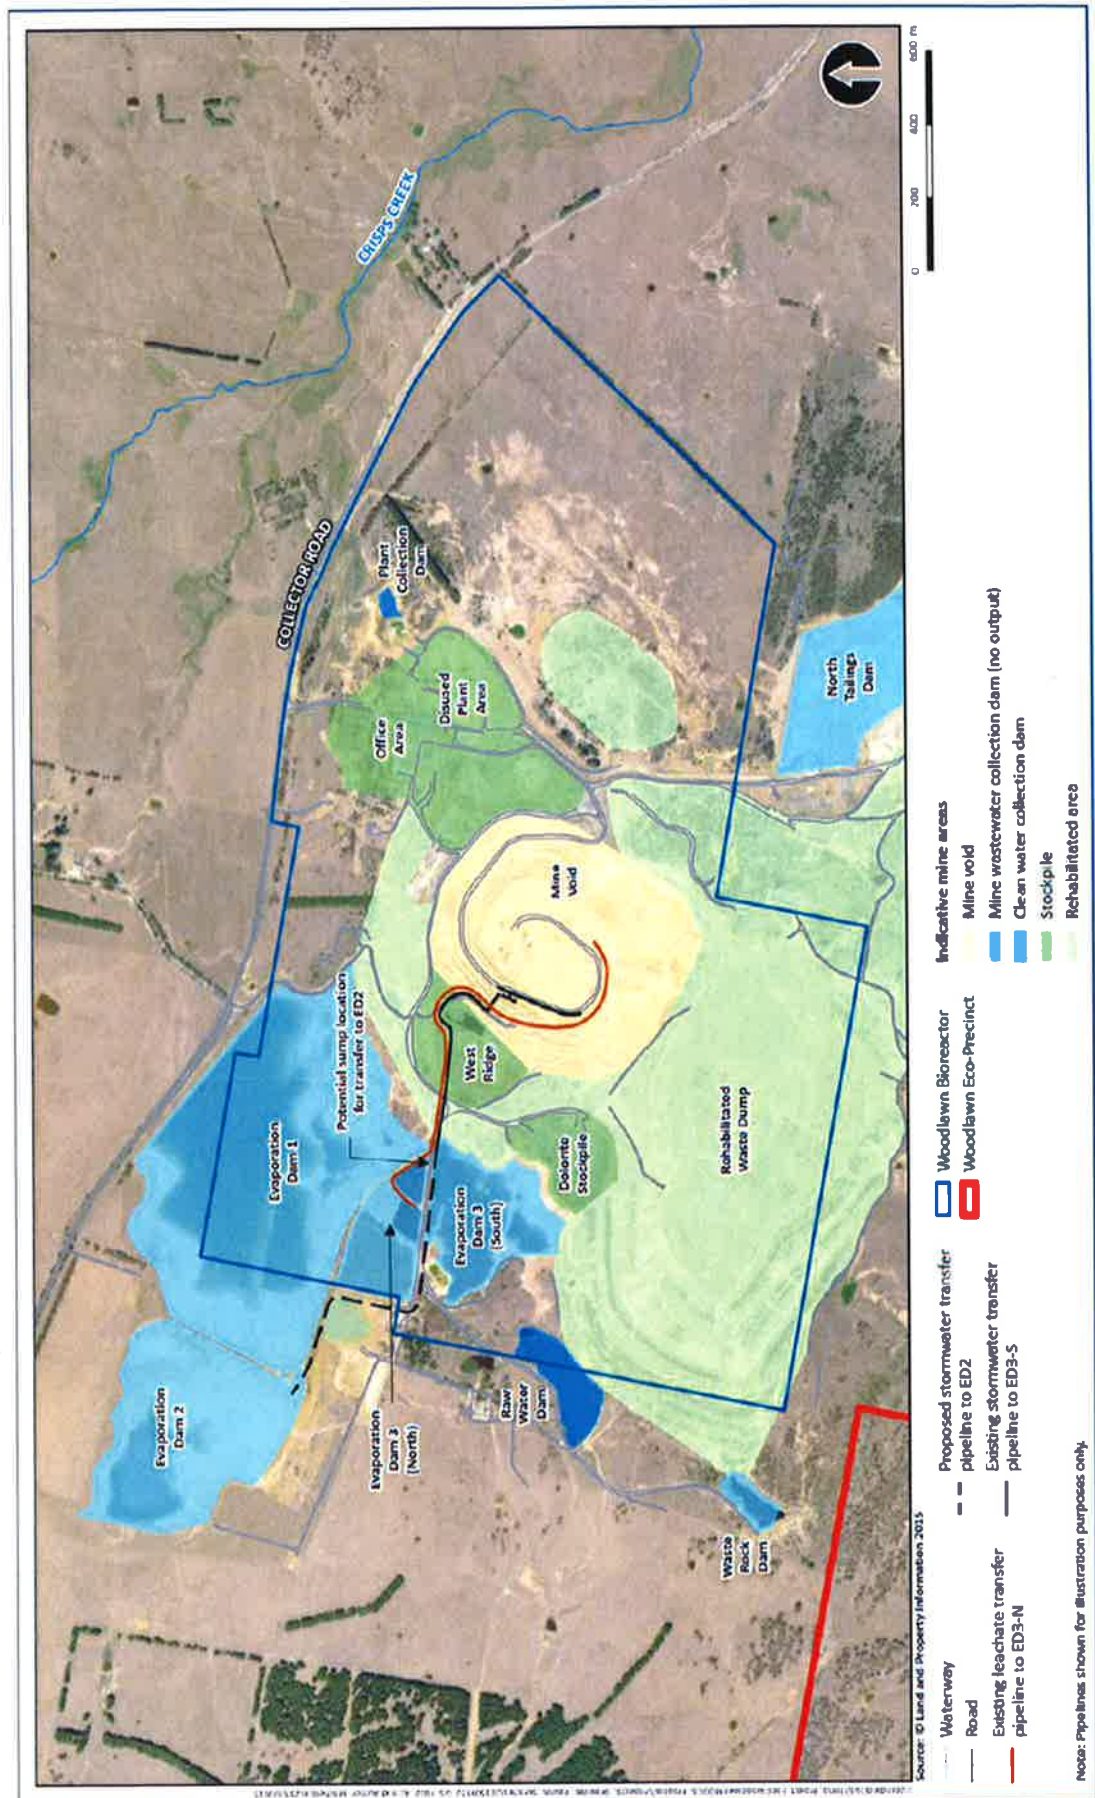 CRISPS CREEK
COLLECTOR ROAD
Plant
Collection
Dam
Office
Area
Disused
Plant
Area
North
Tailings
Dam
Mine
Void
Potential sump location
for transfer to ED2
West
Ridge
Evaporation
Dam 1
Dolorite
Stockpile
Rehabilitated
Waste Dump
Evaporation
Dam 3
(South)
Evaporation
Dam 2
Evaporation
Dam 3
(North)
Raw
Water
Dam
Waste
Rock
Dam
0 200 400 600 m
Source: © Land and Property Information 2015
Waterway
Road
Existing leachate transfer
pipeline to ED3-N
Proposed stormwater transfer
pipeline to ED2
Existing stormwater transfer
pipeline to ED3-S
Woodlawn Bioreactor
Woodlawn Eco-Precinct
Indicative mine areas
Mine void
Mine wastewater collection dam (no output)
Clean water collection dam
Stockpile
Rehabilitated area
Note: Pipelines shown for illustration purposes only.